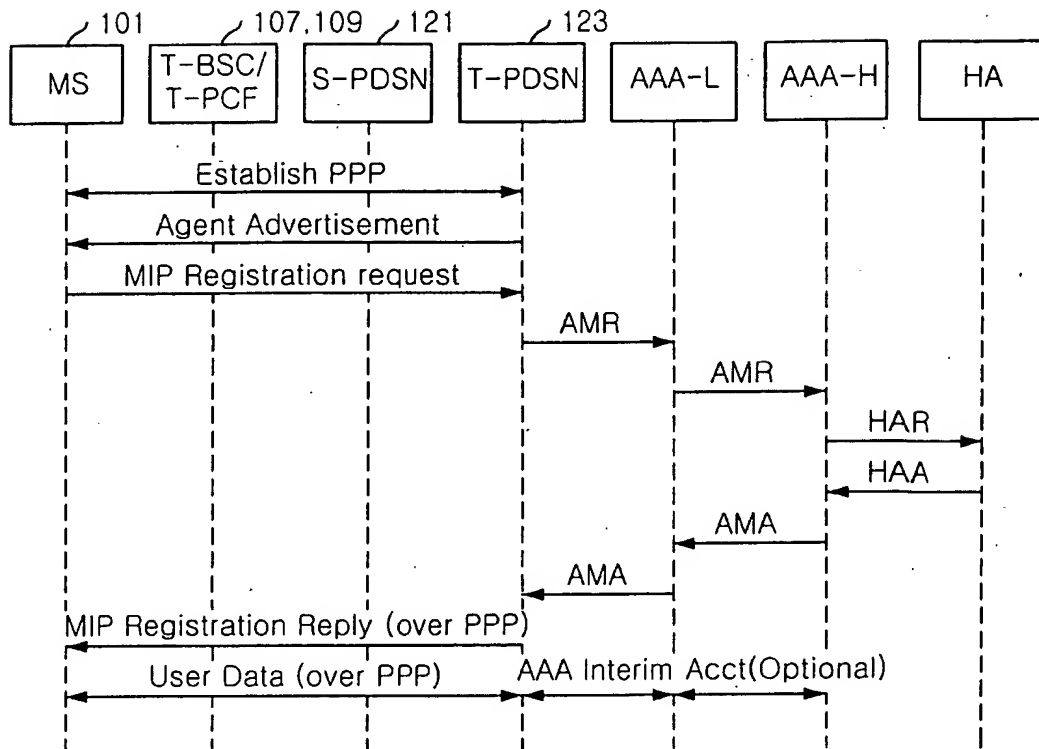 101
107,109
121
123
MS
T-BSC/
T-PCF
S-PDSN
T-PDSN
AAA-L
AAA-H
HA
Establish PPP
Agent Advertisement
MIP Registration request
AMR
AMR
HAR
HAA
AMA
AMA
MIP Registration Reply (over PPP)
User Data (over PPP)
AAA Interim Acct(Optional)